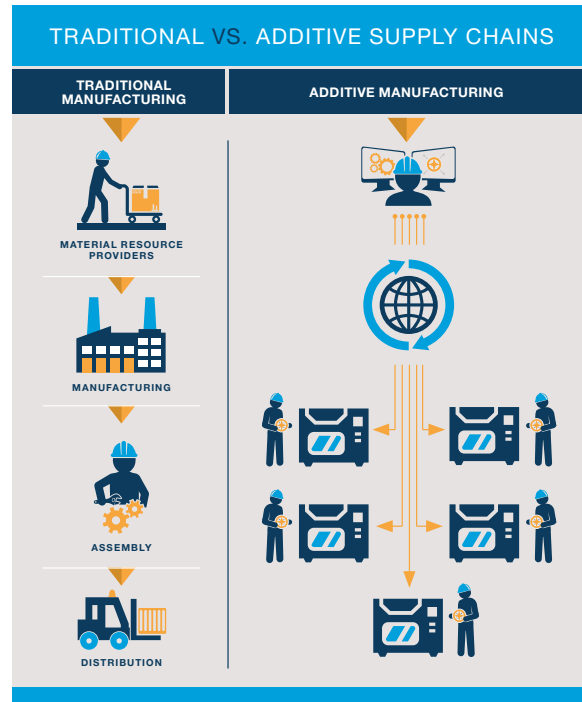 TRADITIONAL VS. ADDITIVE SUPPLY CHAINS
TRADITIONAL
MANUFACTURING
ADDITIVE MANUFACTURING
MATERIAL RESOURCE
PROVIDERS
MANUFACTURING
ASSEMBLY
DISTRIBUTION